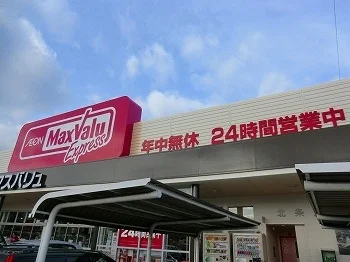 AEON MaxValu
Express
年中無休 24時間営業中
スバリュ
北条
24時間